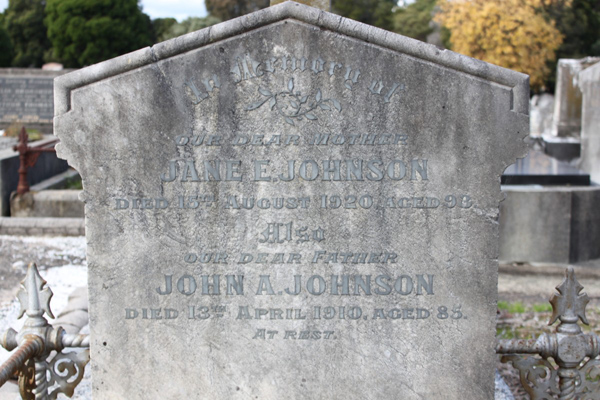 In Memory of
OUR DEAR MOTHER
JANE E. JOHNSON
DIED 15TH AUGUST 1920, AGED 96.
Also
OUR DEAR FATHER
JOHN A. JOHNSON
DIED 13TH APRIL 1910, AGED 85.
AT REST.